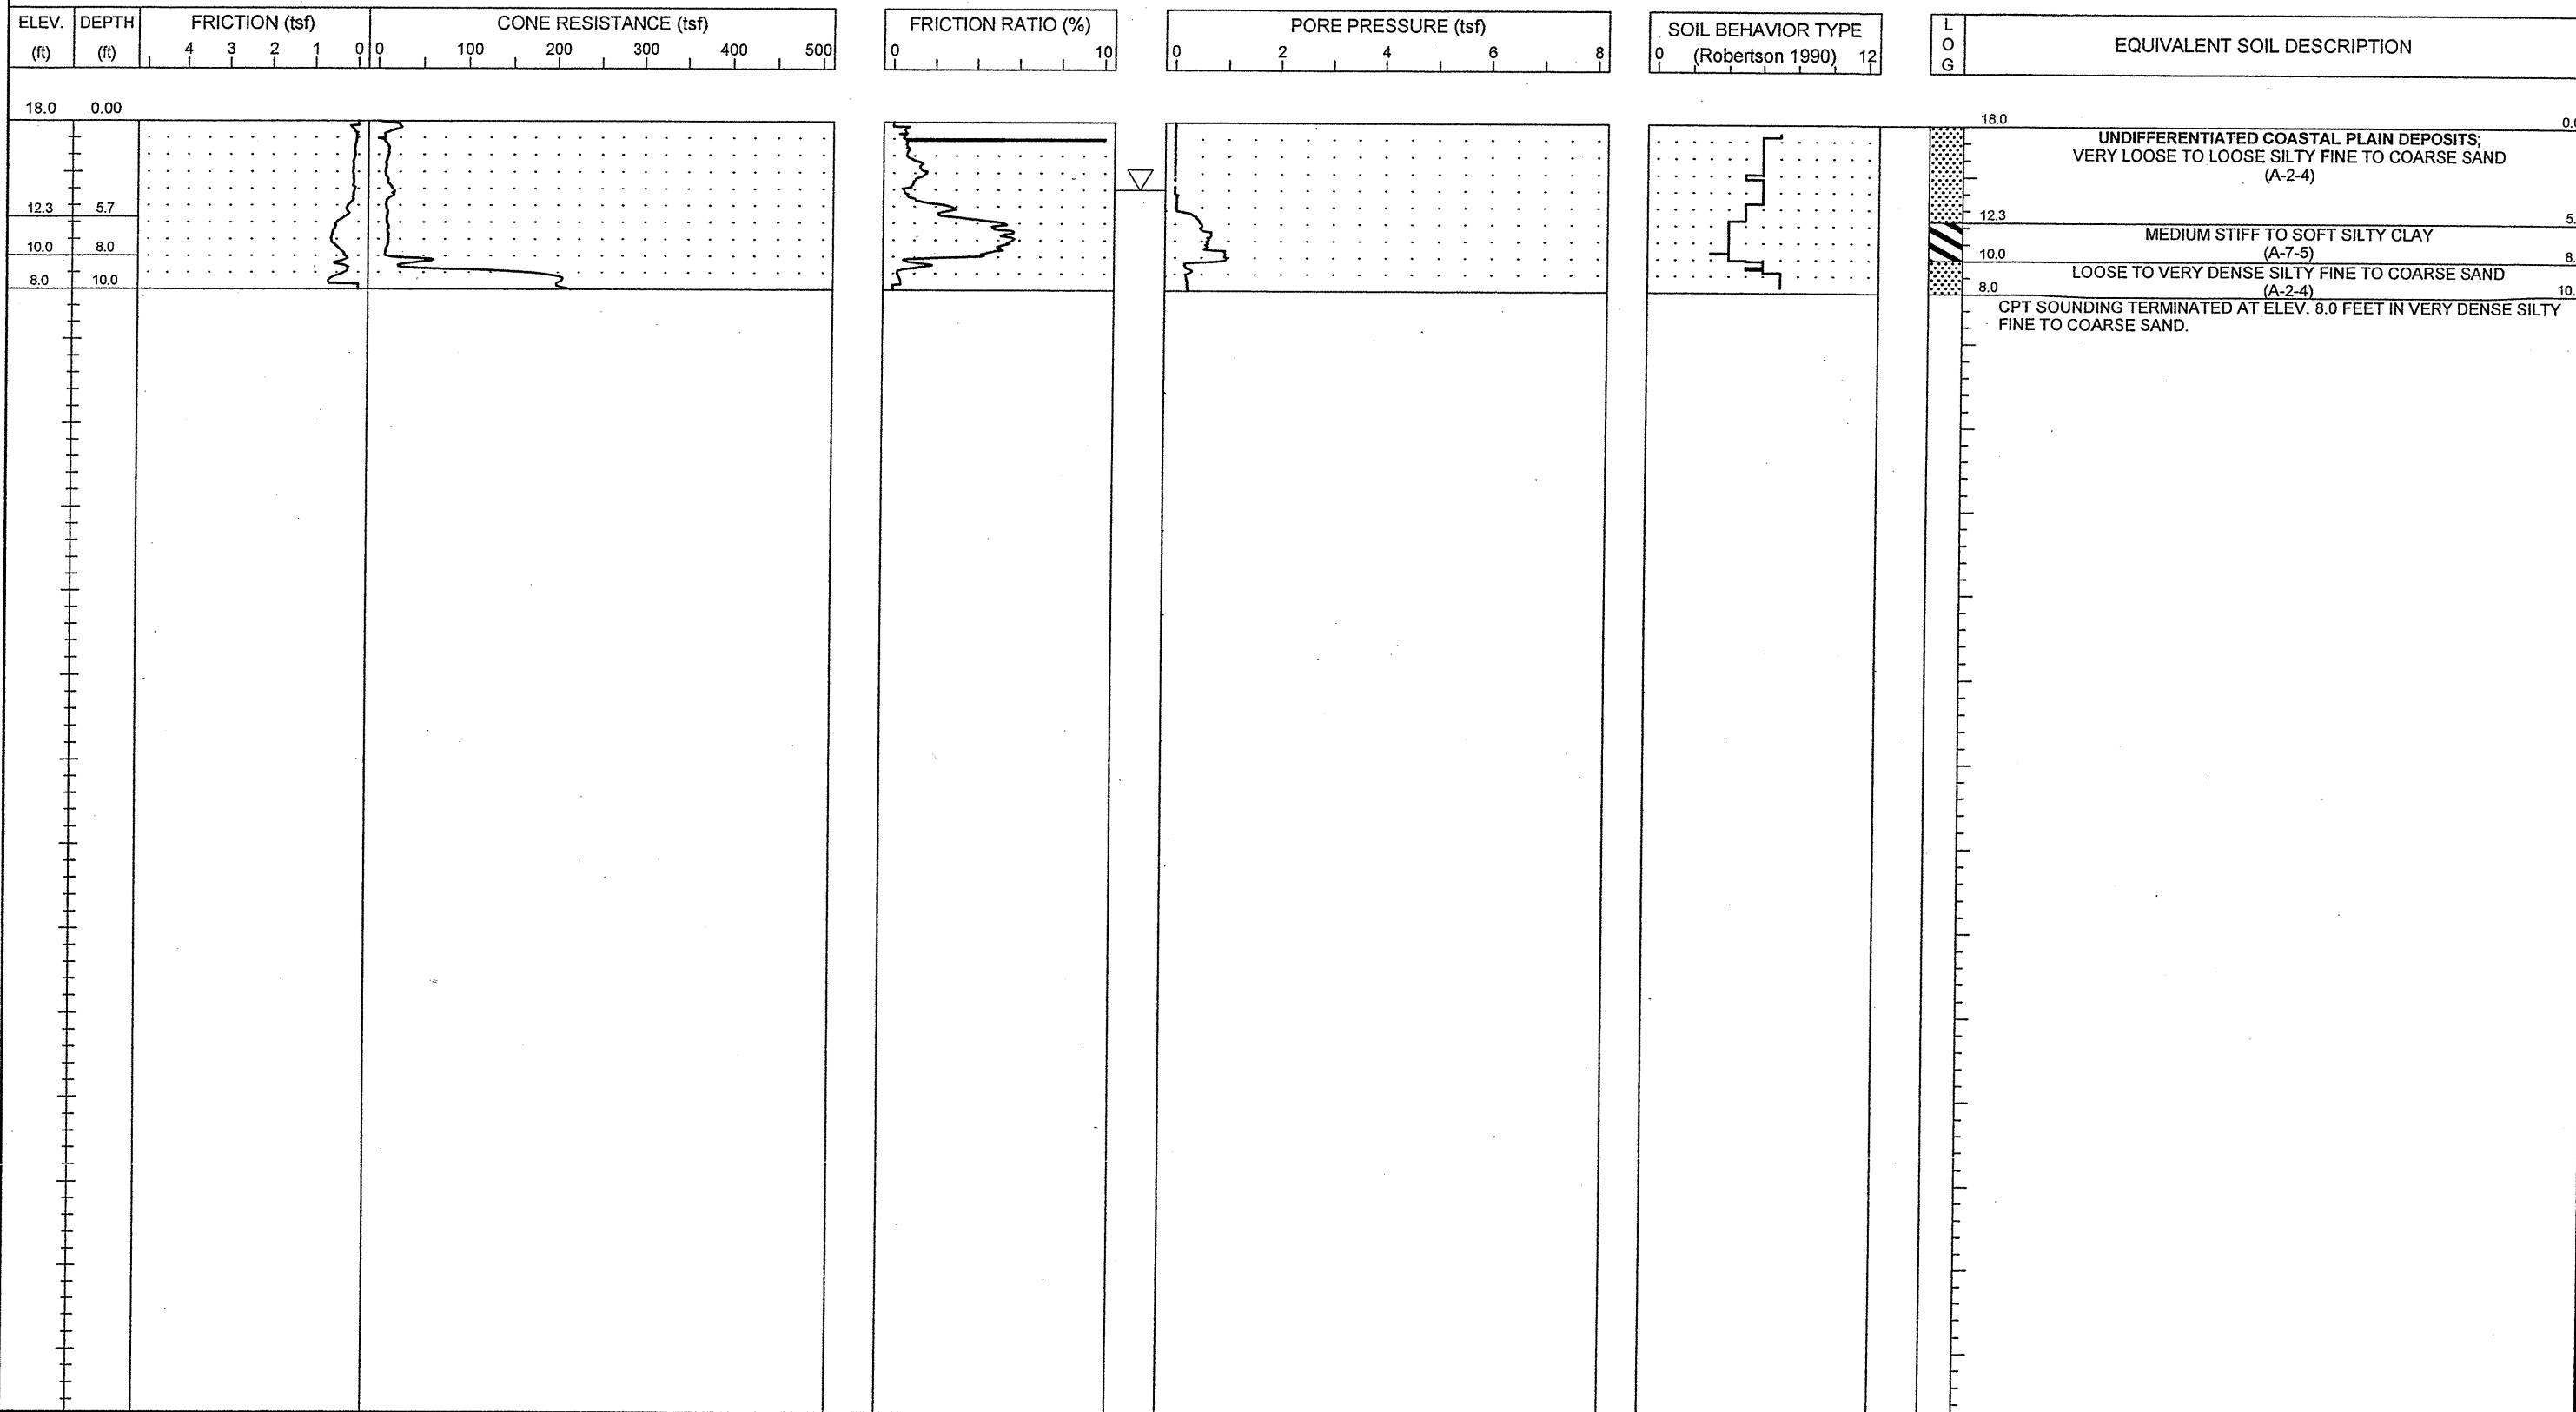 ELEV. DEPTH FRICTION (tsf) CONE RESISTANCE (tsf) FRICTION RATIO (%) PORE PRESSURE (tsf) SOIL BEHAVIOR TYPE L
(ft) (ft) 4 3 2 1 0 0 100 200 300 400 500 0 10 0 2 4 6 8 0 (Robertson 1990) 12 O EQUIVALENT SOIL DESCRIPTION
G
18.0 0.00
18.0 0.0
UNDIFFERENTIATED COASTAL PLAIN DEPOSITS;
VERY LOOSE TO LOOSE SILTY FINE TO COARSE SAND
(A-2-4)
12.3 5.7
12.3 5.
MEDIUM STIFF TO SOFT SILTY CLAY
10.0 8.0
10.0 (A-7-5) 8.
LOOSE TO VERY DENSE SILTY FINE TO COARSE SAND
8.0 10.0
8.0 (A-2-4) 10.
CPT SOUNDING TERMINATED AT ELEV. 8.0 FEET IN VERY DENSE SILTY
FINE TO COARSE SAND.